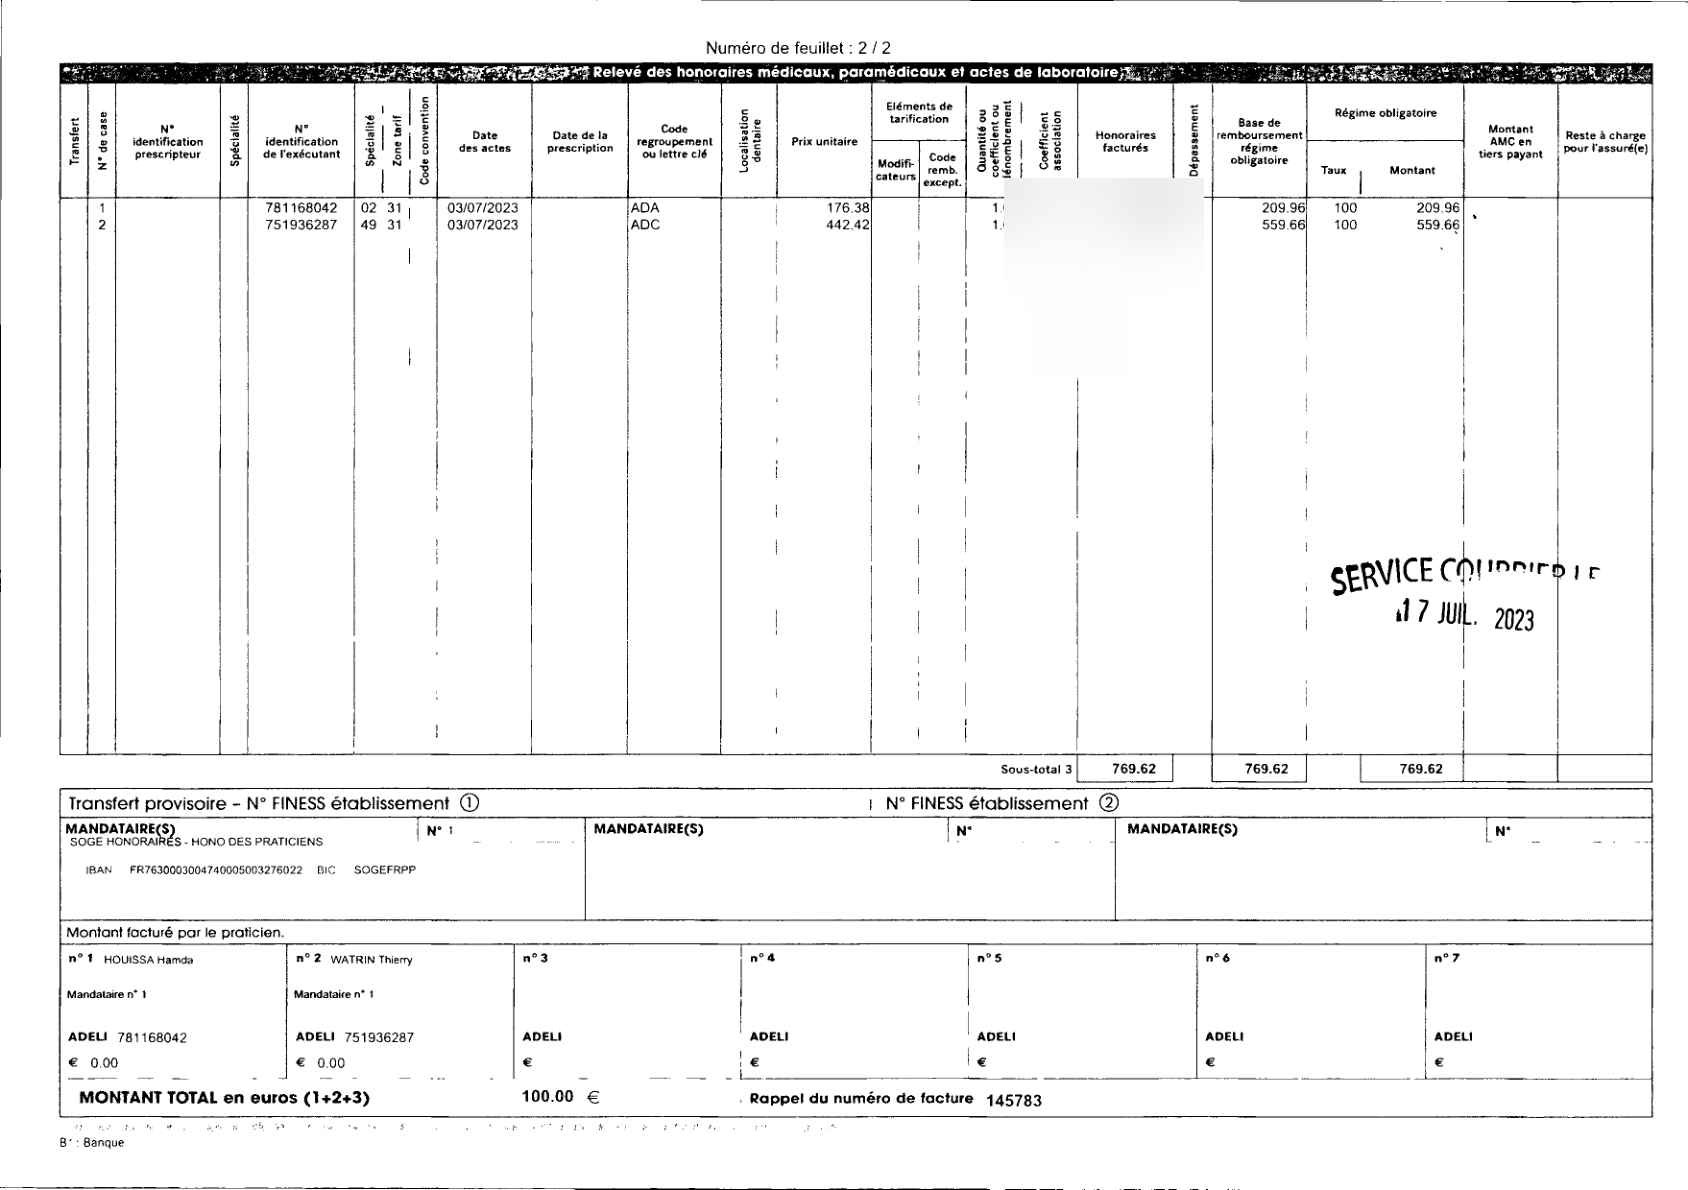 Numéro de feuillet : 2 / 2
Relevé des honoraires médicaux, paramédicaux et actes de laboratoire
Transfert
N° de case
N° identification prescripteur
Spécialité
N° identification de l'exécutant
Spécialité
Zone tarif
Code convention
Date des actes
Date de la prescription
Code regroupement ou lettre clé
Localisation dentaire
Prix unitaire
Eléments de tarification
Modifi-cateurs
Code remb. except.
Quantité ou coefficient ou dénombrement
Coefficient association
Honoraires facturés
Dépassement
Base de remboursement régime obligatoire
Régime obligatoire
Taux
Montant
Montant AMC en tiers payant
Reste à charge pour l'assuré(e)
1 781168042 02 31 03/07/2023 ADA 176.38 1. 209.96 100 209.96
2 751936287 49 31 03/07/2023 ADC 442.42 1. 559.66 100 559.66
SERVICE
17 JUIL. 2023
Sous-total 3 769.62 769.62 769.62
Transfert provisoire – N° FINESS établissement ① N° FINESS établissement ②
MANDATAIRE(S) N° 1 MANDATAIRE(S) N° MANDATAIRE(S) N°
SOGE HONORAIRES - HONO DES PRATICIENS
IBAN FR7630003004740005003276022 BIC SOGEFRPP
Montant facturé par le praticien.
n° 1 HOUISSA Hamda n° 2 WATRIN Thierry n° 3 n° 4 n° 5 n° 6 n° 7
Mandataire n° 1 Mandataire n° 1
ADELI 781168042 ADELI 751936287 ADELI ADELI ADELI ADELI ADELI
€ 0.00 € 0.00 € € € € €
MONTANT TOTAL en euros (1+2+3) 100.00 € Rappel du numéro de facture 145783
: Banque